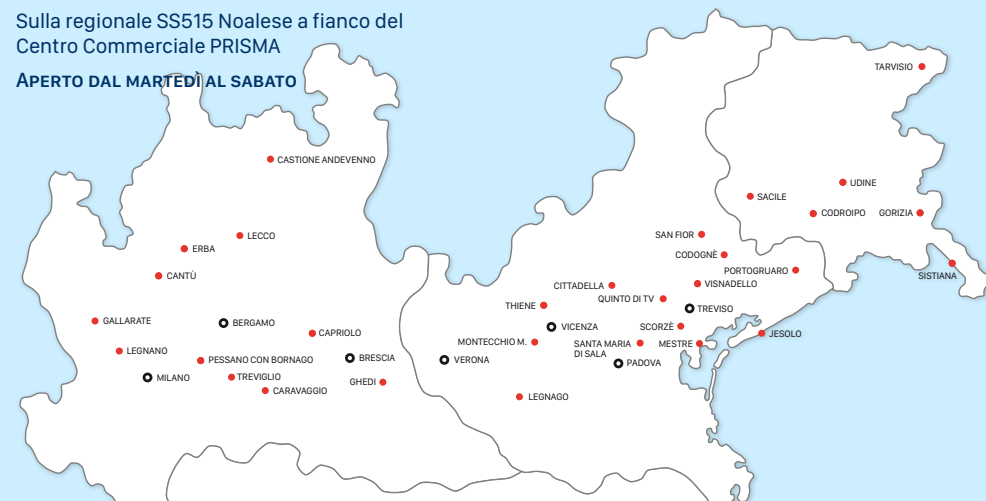 Sulla regionale SS515 Noalese a fianco del
Centro Commerciale PRISMA
APERTO DAL MARTEDÌ AL SABATO
TARVISIO
CASTIONE ANDEVENNO
UDINE
SACILE
CODROIPO
GORIZIA
LECCO
SAN FIOR
ERBA
CODOGNÈ
PORTOGRUARO
SISTIANA
CANTÙ
CITTADELLA
VISNADELLO
QUINTO DI TV
THIENE
TREVISO
GALLARATE
BERGAMO
CAPRIOLO
VICENZA
SCORZÈ
JESOLO
MONTECCHIO M.
SANTA MARIA
DI SALA
MESTRE
LEGNANO
PESSANO CON BORNAGO
BRESCIA
VERONA
PADOVA
MILANO
TREVIGLIO
GHEDI
CARAVAGGIO
LEGNAGO